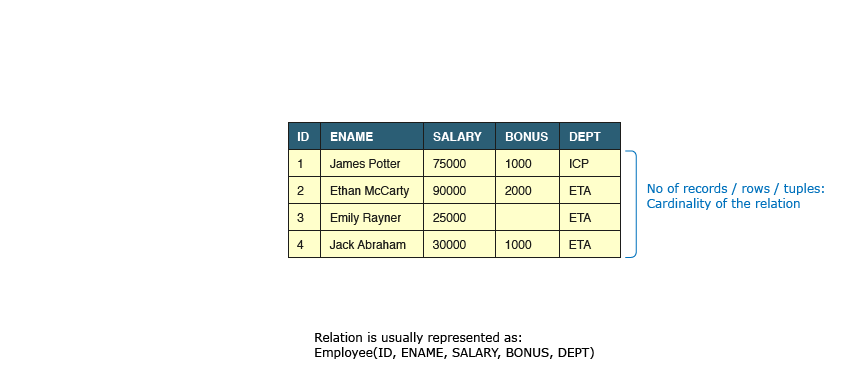 ID ENAME SALARY BONUS DEPT
1 James Potter 75000 1000 ICP
2 Ethan McCarty 90000 2000 ETA
3 Emily Rayner 25000 ETA
4 Jack Abraham 30000 1000 ETA
No of records / rows / tuples:
Cardinality of the relation
Relation is usually represented as:
Employee(ID, ENAME, SALARY, BONUS, DEPT)